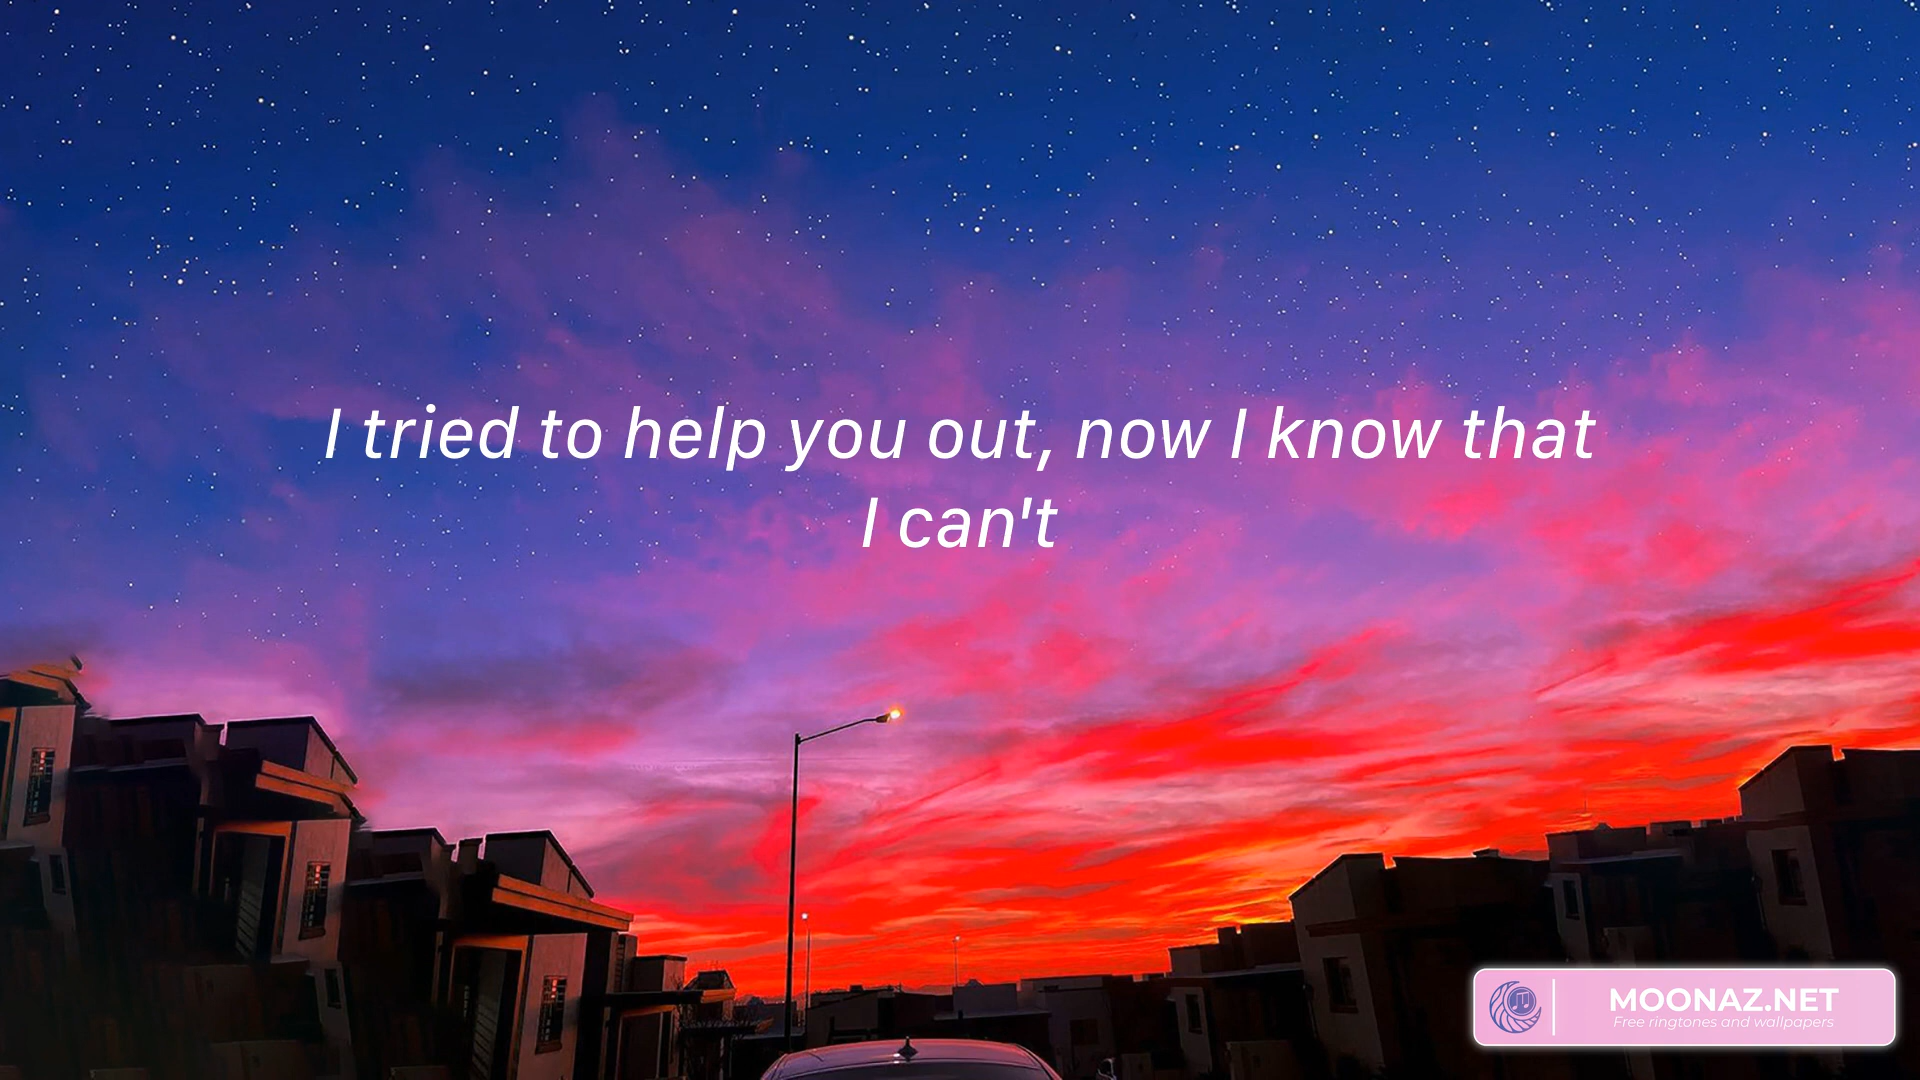 I tried to help you out, now I know that
I can't
MOONAZ.NET
Free ringtones and wallpapers